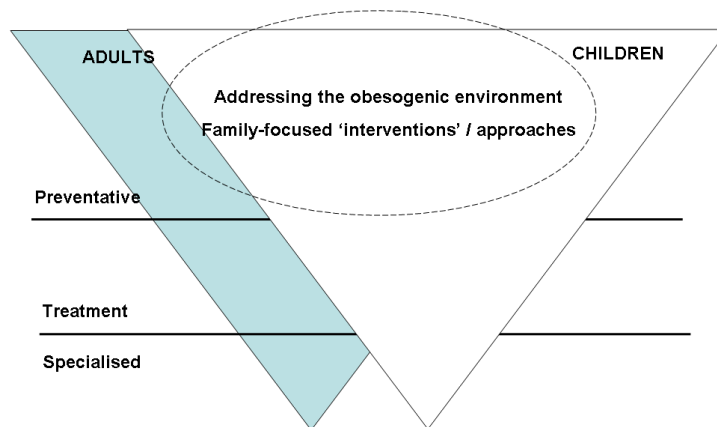 ADULTS
CHILDREN
Addressing the obesogenic environment
Family-focused ‘interventions’ / approaches
Preventative
Treatment
Specialised